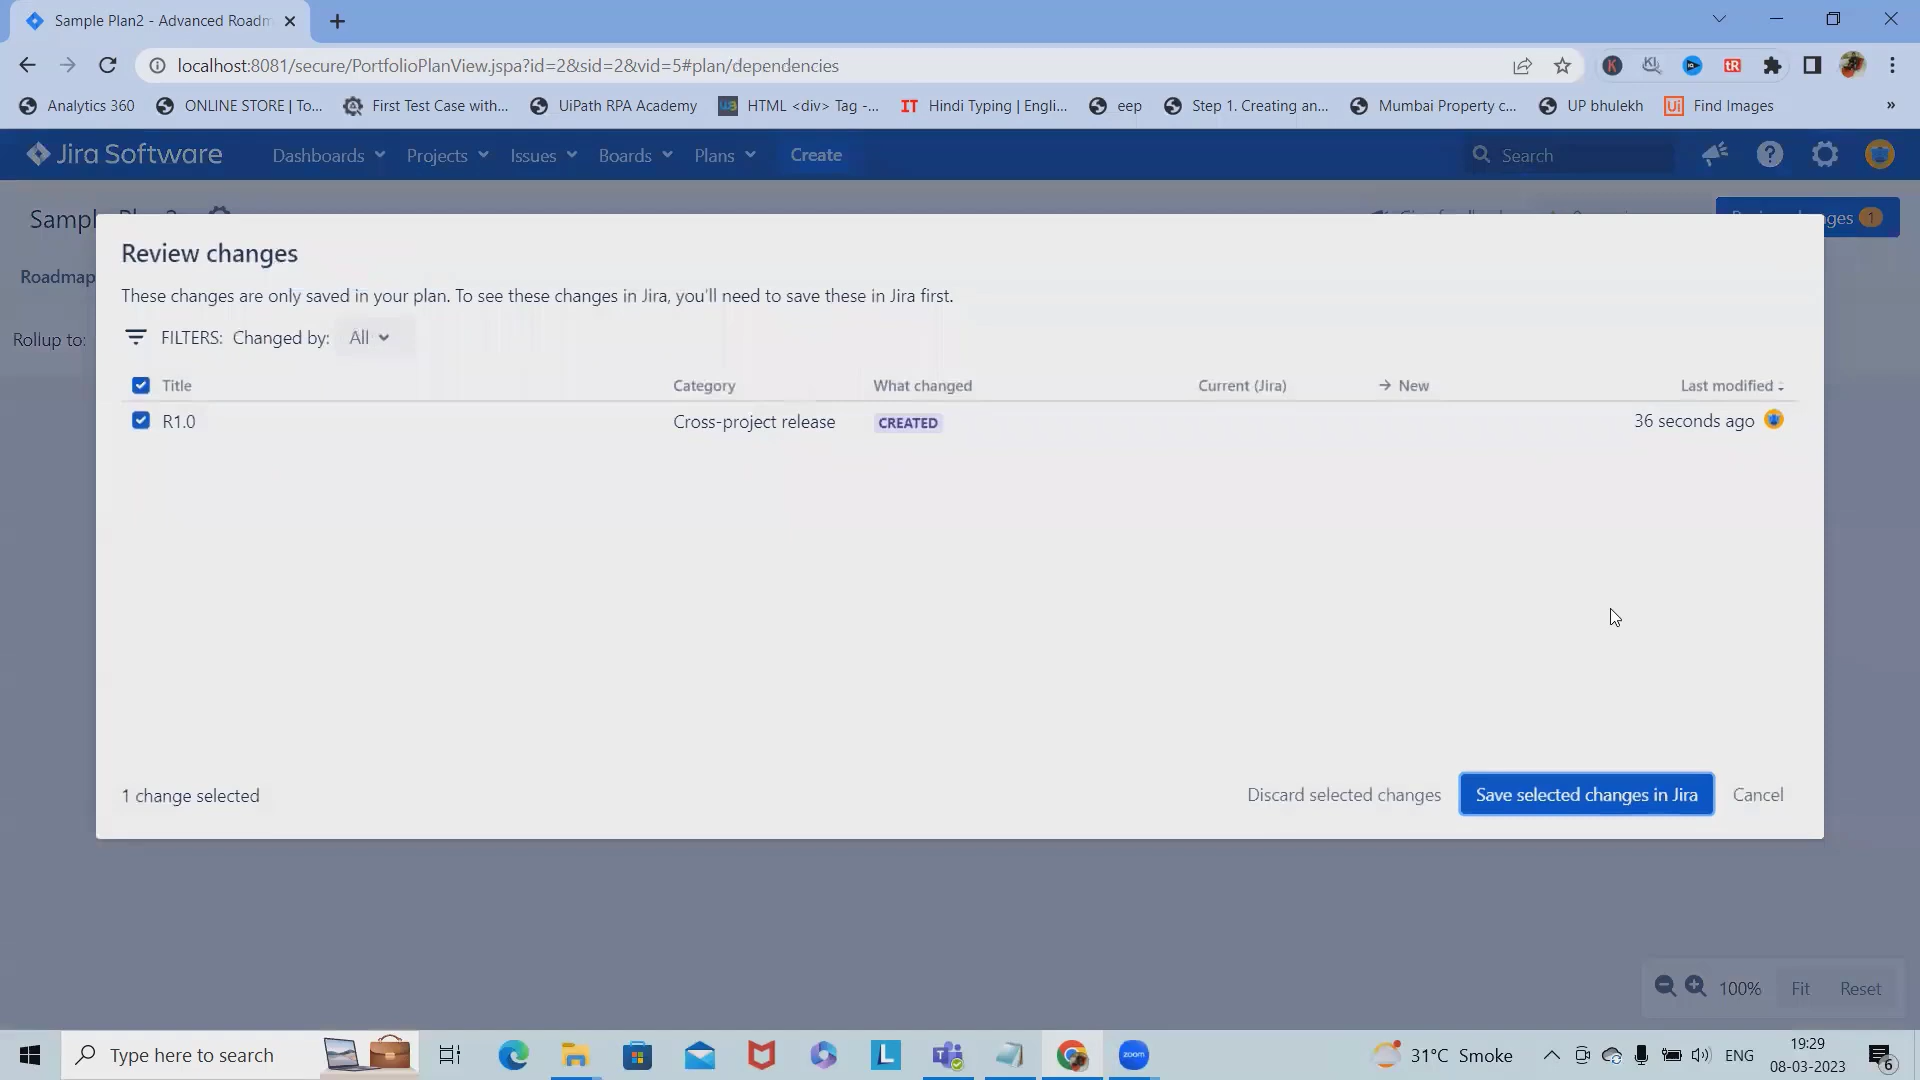 Sample Plan2 - Advanced Roadm
localhost:8081/secure/PortfolioPlanView.jspa?id=2&sid=2&vid=5#plan/dependencies
Analytics 360 ONLINE STORE | To... First Test Case with... UiPath RPA Academy HTML <div> Tag -... Hindi Typing | Engli... eep Step 1. Creating an... Mumbai Property c... UP bhulekh Find Images »
Jira Software Dashboards Projects Issues Boards Plans Create Search
Sampl
ges 1
Review changes
Roadmap
These changes are only saved in your plan. To see these changes in Jira, you'll need to save these in Jira first.
Rollup to:
FILTERS: Changed by: All
Title Category What changed Current (Jira) → New Last modified
R1.0 Cross-project release CREATED 36 seconds ago
1 change selected Discard selected changes Save selected changes in Jira Cancel
100% Fit Reset
Type here to search
zoom
31°C Smoke ENG
19:29
08-03-2023
6